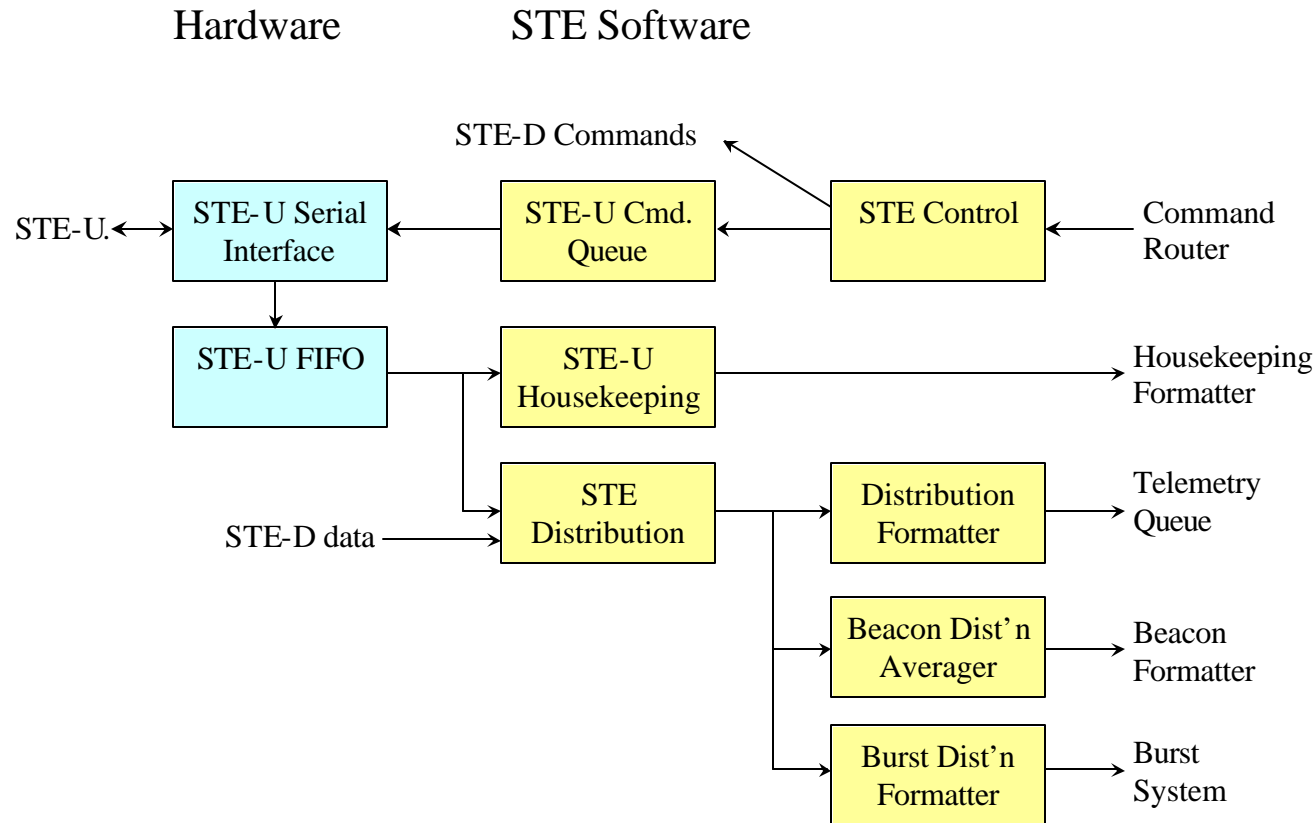 Hardware
STE Software
STE-D Commands
STE-U.
STE-U Serial
Interface
STE-U Cmd.
Queue
STE Control
Command
Router
STE-U FIFO
STE-U
Housekeeping
Housekeeping
Formatter
STE-D data
STE
Distribution
Distribution
Formatter
Telemetry
Queue
Beacon Dist’n
Averager
Beacon
Formatter
Burst Dist’n
Formatter
Burst
System